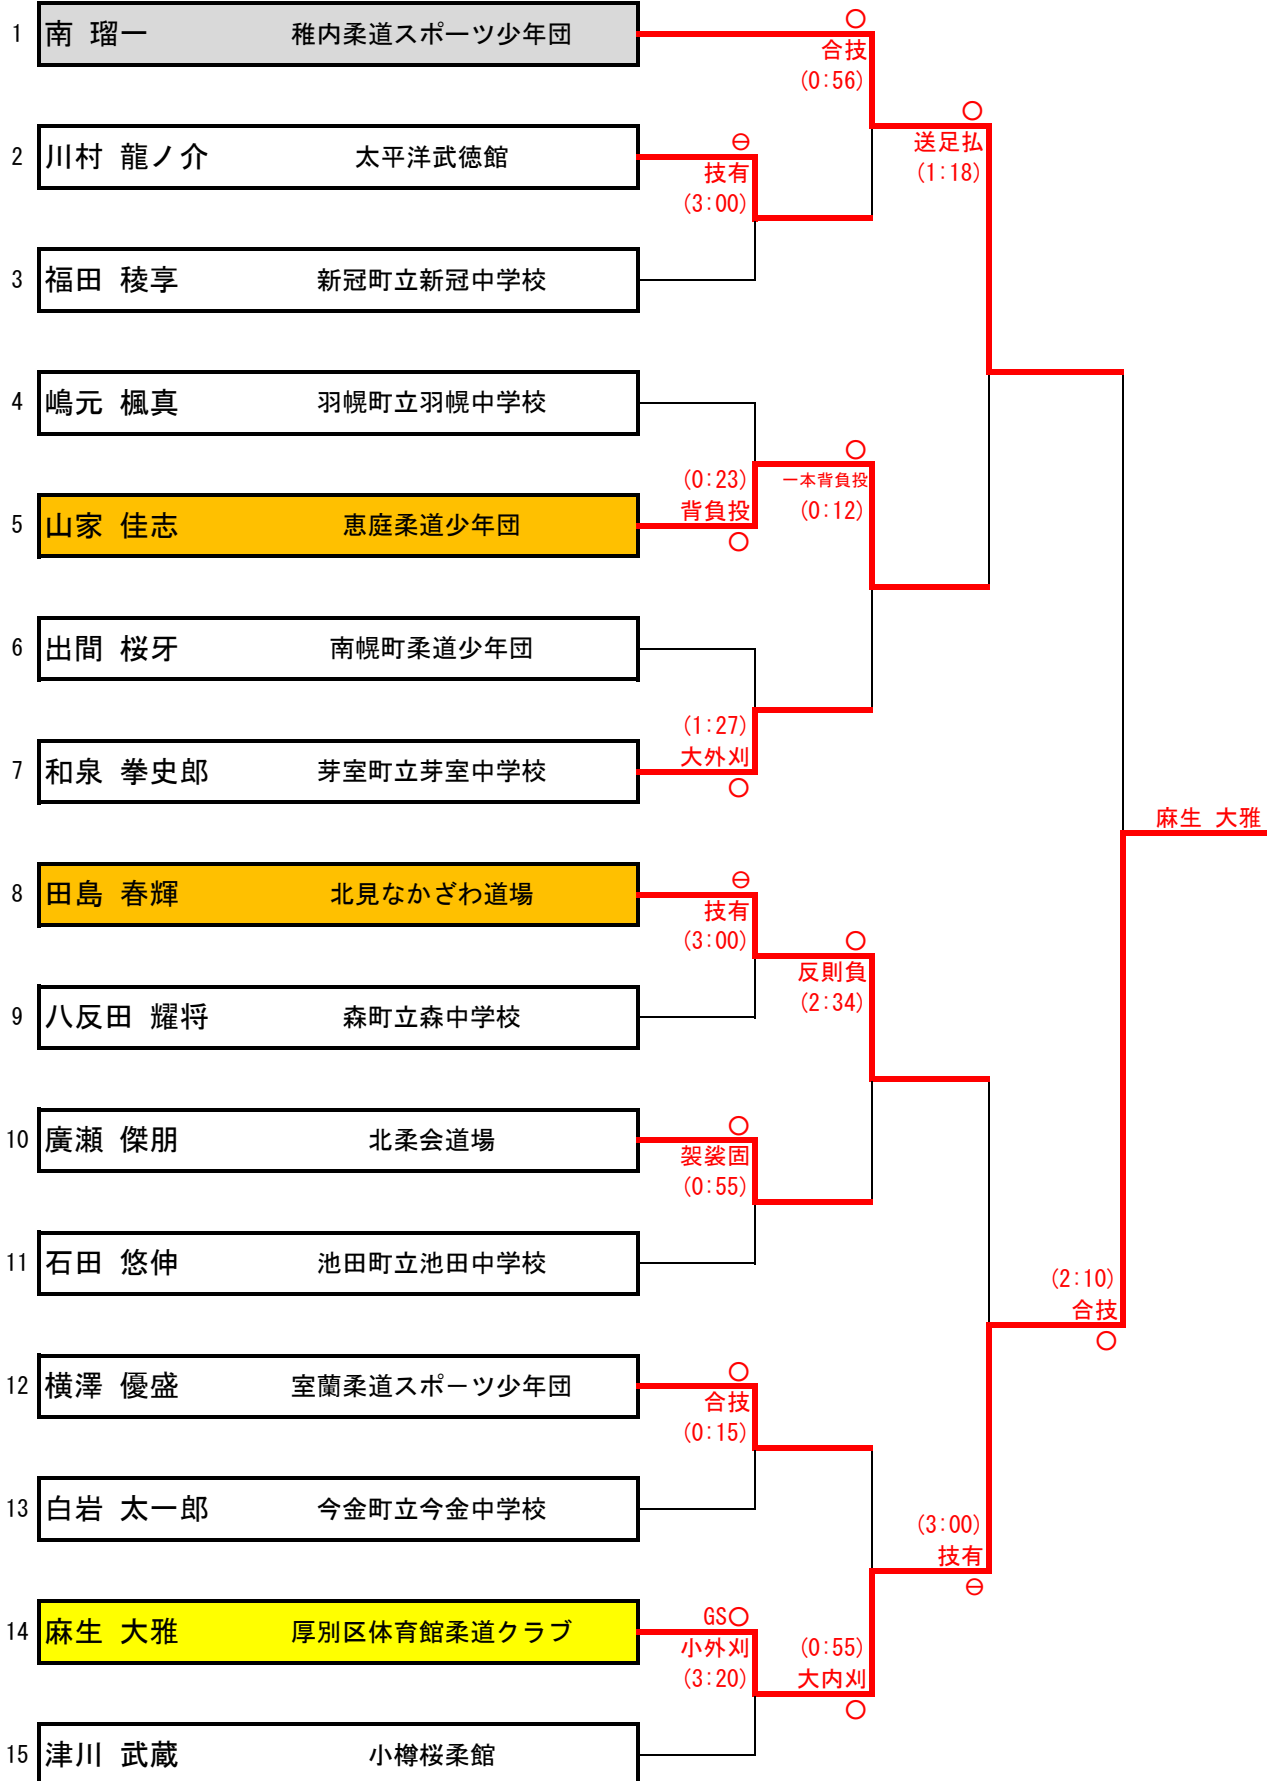 1 南 瑠一 稚内柔道スポーツ少年団
○
合技
(0:56)
○
送足払
(1:18)
2 川村 龍ノ介 太平洋武徳館
⊖
技有
(3:00)
3 福田 稜享 新冠町立新冠中学校
4 嶋元 楓真 羽幌町立羽幌中学校
(0:23)
背負投
○
○
一本背負投
(0:12)
5 山家 佳志 恵庭柔道少年団
6 出間 桜牙 南幌町柔道少年団
(1:27)
大外刈
○
7 和泉 拳史郎 芽室町立芽室中学校
麻生 大雅
8 田島 春輝 北見なかざわ道場
⊖
技有
(3:00)
○
反則負
(2:34)
9 八反田 耀将 森町立森中学校
10 廣瀬 傑朋 北柔会道場
○
袈裟固
(0:55)
11 石田 悠伸 池田町立池田中学校
(2:10)
合技
○
12 横澤 優盛 室蘭柔道スポーツ少年団
○
合技
(0:15)
13 白岩 太一郎 今金町立今金中学校
(3:00)
技有
⊖
14 麻生 大雅 厚別区体育館柔道クラブ
GS○
小外刈
(3:20)
(0:55)
大内刈
○
15 津川 武蔵 小樽桜柔館